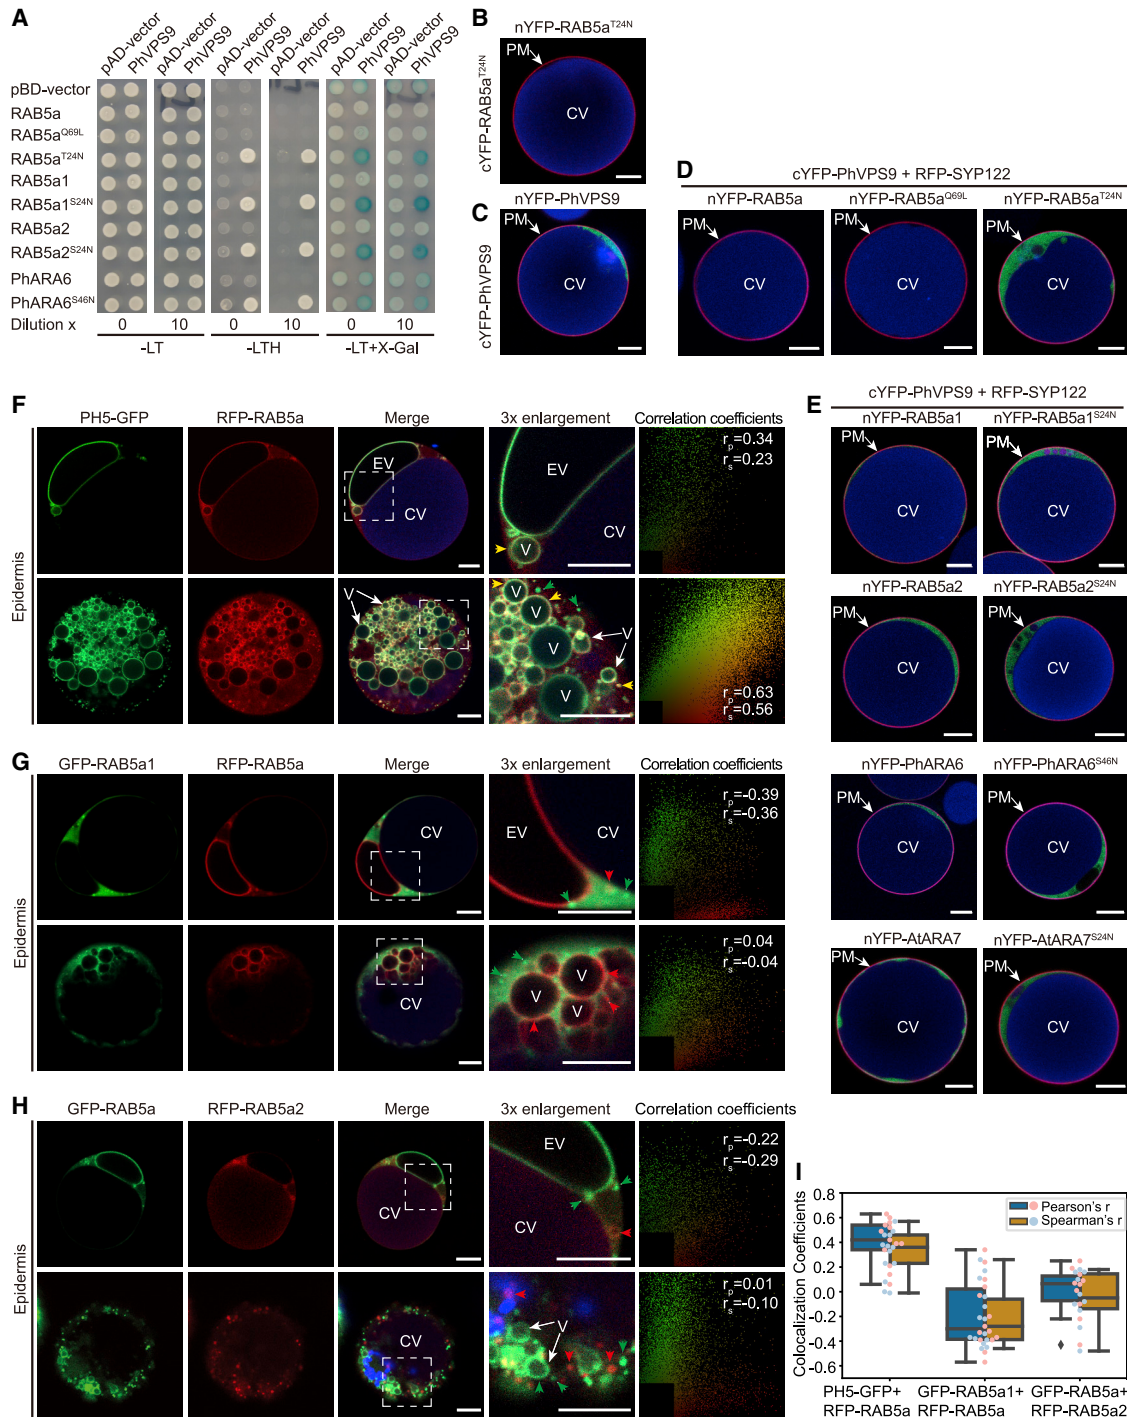 A
pAD-vector PhVPS9 pAD-vector PhVPS9 pAD-vector PhVPS9 pAD-vector PhVPS9 pAD-vector PhVPS9 pAD-vector PhVPS9
pBD-vector
RAB5a
RAB5aQ69L
RAB5aT24N
RAB5a1
RAB5a1S24N
RAB5a2
RAB5a2S24N
PhARA6
PhARA6S46N
Dilution x 0 10 0 10 0 10
-LT -LTH -LT+X-Gal
B
nYFP-RAB5aT24N
cYFP-RAB5aT24N
PM
CV
C
nYFP-PhVPS9
cYFP-PhVPS9
PM
CV
D
cYFP-PhVPS9 + RFP-SYP122
nYFP-RAB5a nYFP-RAB5aQ69L nYFP-RAB5aT24N
PM PM PM
CV CV CV
E
cYFP-PhVPS9 + RFP-SYP122
nYFP-RAB5a1 nYFP-RAB5a1S24N
PM PM
CV CV
nYFP-RAB5a2 nYFP-RAB5a2S24N
PM PM
CV CV
nYFP-PhARA6 nYFP-PhARA6S46N
PM PM
CV CV
nYFP-AtARA7 nYFP-AtARA7S24N
PM PM
CV CV
F
PH5-GFP RFP-RAB5a Merge 3x enlargement Correlation coefficients
Epidermis
EV CV
EV CV V
rp=0.34
rs=0.23
V
V V V V V
rp=0.63
rs=0.56
G
GFP-RAB5a1 RFP-RAB5a Merge 3x enlargement Correlation coefficients
Epidermis
CV
EV CV
rp=-0.39
rs=-0.36
CV
V V V
rp=0.04
rs=-0.04
H
GFP-RAB5a RFP-RAB5a2 Merge 3x enlargement Correlation coefficients
Epidermis
CV
EV CV
rp=-0.22
rs=-0.29
CV
V
rp=0.01
rs=-0.10
I
Colocalization Coefficients
0.8
0.6
0.4
0.2
0.0
-0.2
-0.4
-0.6
Pearson's r
Spearman's r
PH5-GFP+ GFP-RAB5a1+ GFP-RAB5a+
RFP-RAB5a RFP-RAB5a RFP-RAB5a2